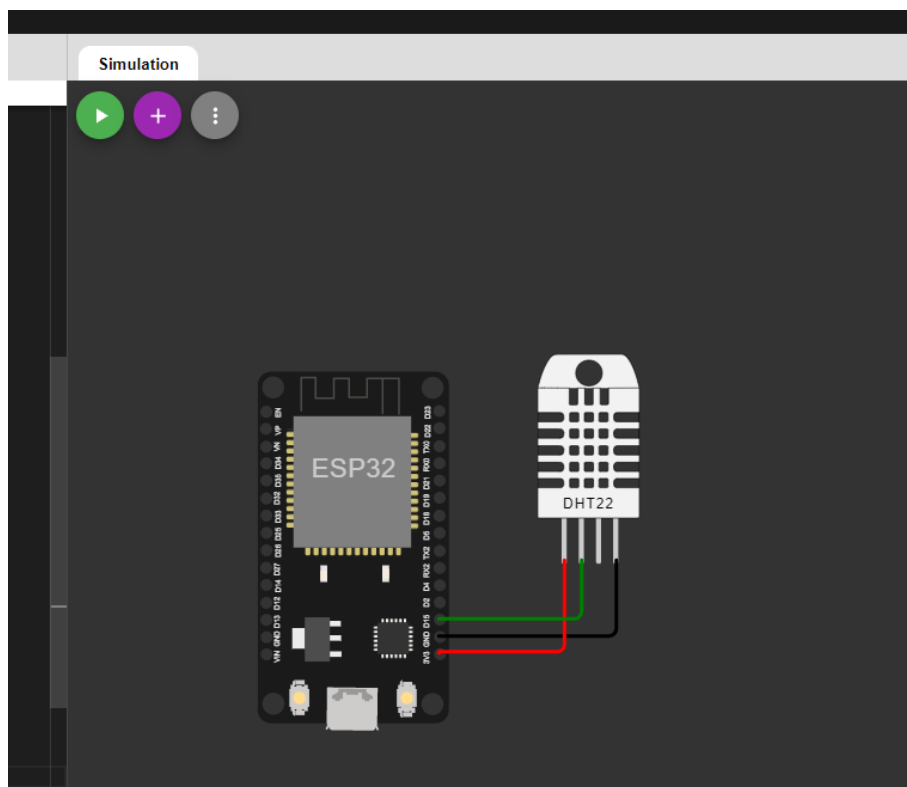 Simulation
ESP32
DHT22
EN
VP
VN
D34
D35
D32
D33
D25
D26
D27
D14
D12
D13
GND
VIN
D23
D22
TX0
RX0
D21
D19
D18
D5
TX2
RX2
D4
D2
D15
GND
3V3